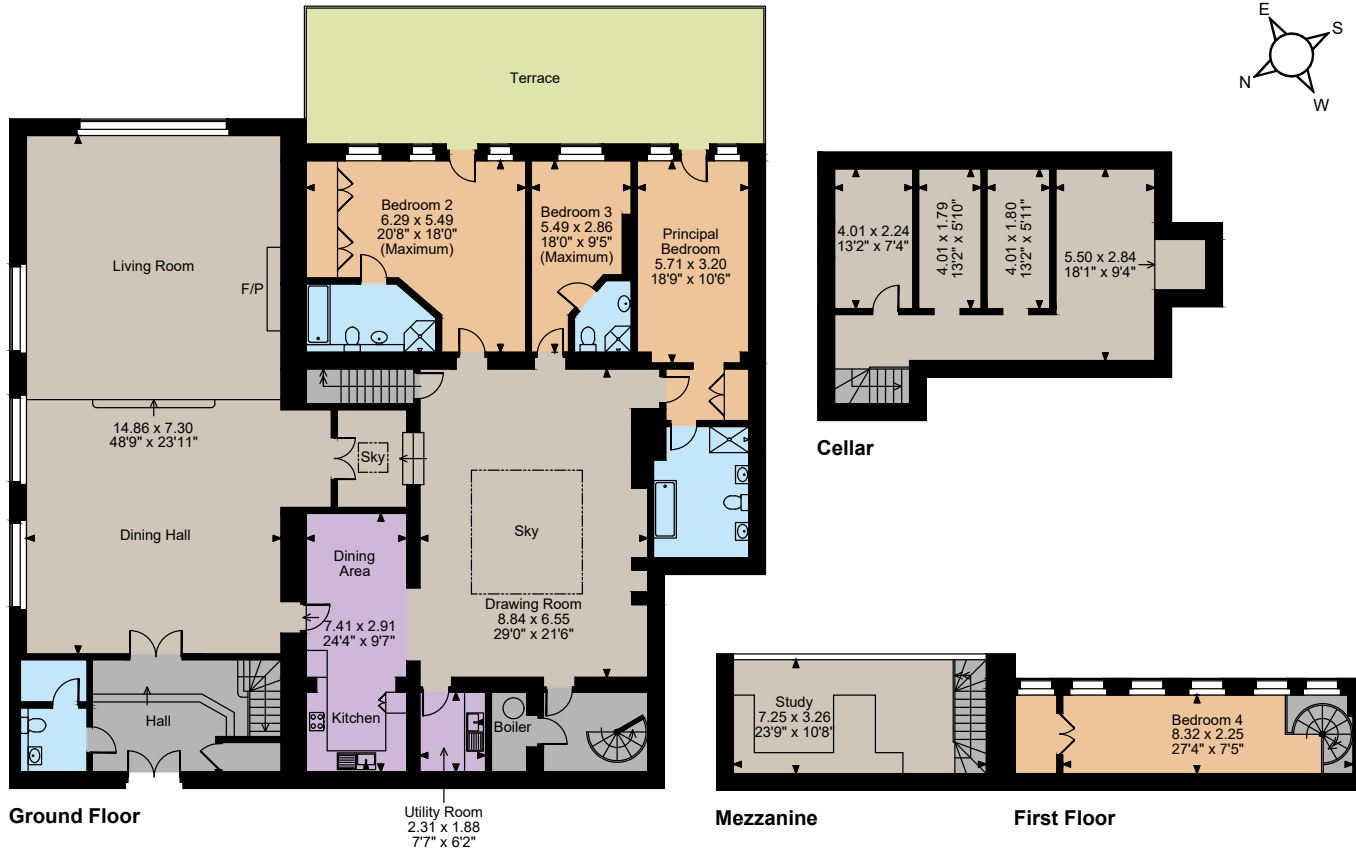 E
S
N
W
Terrace
Living Room
F/P
Bedroom 2
6.29 x 5.49
20'8" x 18'0"
(Maximum)
Bedroom 3
5.49 x 2.86
18'0" x 9'5"
(Maximum)
Principal
Bedroom
5.71 x 3.20
18'9" x 10'6"
4.01 x 2.24
13'2" x 7'4"
4.01 x 1.79
13'2" x 5'10"
4.01 x 1.80
13'2" x 5'11"
5.50 x 2.84
18'1" x 9'4"
Cellar
14.86 x 7.30
48'9" x 23'11"
Sky
Dining Hall
Dining
Area
Sky
Drawing Room
8.84 x 6.55
29'0" x 21'6"
7.41 x 2.91
24'4" x 9'7"
Hall
Kitchen
Boiler
Utility Room
2.31 x 1.88
7'7" x 6'2"
Ground Floor
Study
7.25 x 3.26
23'9" x 10'8"
Mezzanine
Bedroom 4
8.32 x 2.25
27'4" x 7'5"
First Floor